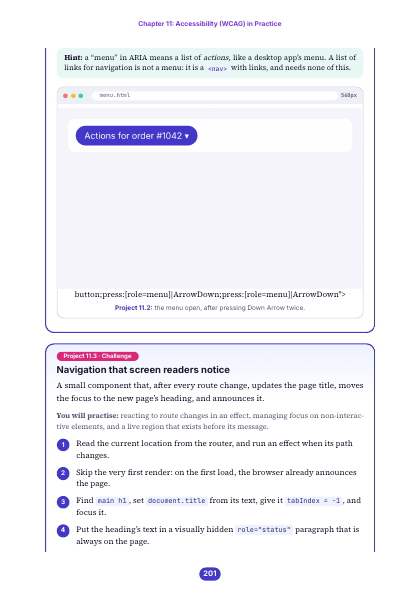 Chapter 11: Accessibility (WCAG) in Practice
Hint: a “menu” in ARIA means a list of actions, like a desktop app’s menu. A list of
links for navigation is not a menu: it is a <nav> with links, and needs none of this.
menu.html
560px
Actions for order #1042 ▾
button;press:[role=menu]|ArrowDown;press:[role=menu]|ArrowDown">
Project 11.2: the menu open, after pressing Down Arrow twice.
Project 11.3 · Challenge
Navigation that screen readers notice
A small component that, after every route change, updates the page title, moves
the focus to the new page’s heading, and announces it.
You will practise: reacting to route changes in an effect, managing focus on non-interac-
tive elements, and a live region that exists before its message.
1 Read the current location from the router, and run an effect when its path
changes.
2 Skip the very first render: on the first load, the browser already announces
the page.
3 Find main h1, set document.title from its text, give it tabIndex = -1, and
focus it.
4 Put the heading’s text in a visually hidden role="status" paragraph that is
always on the page.
201